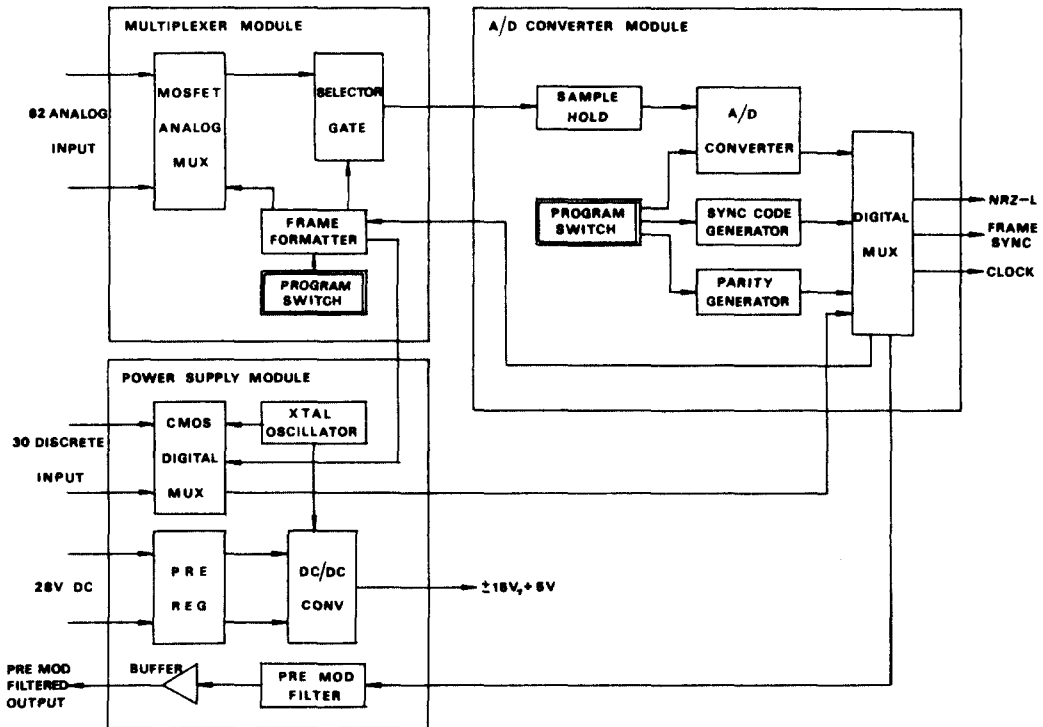 MULTIPLEXER MODULE
MOSFET
ANALOG
MUX
SELECTOR
GATE
62 ANALOG
INPUT
FRAME
FORMATTER
PROGRAM
SWITCH
A/D CONVERTER MODULE
SAMPLE
HOLD
A/D
CONVERTER
PROGRAM
SWITCH
SYNC CODE
GENERATOR
PARITY
GENERATOR
DIGITAL
MUX
NRZ-L
FRAME
SYNC
CLOCK
POWER SUPPLY MODULE
30 DISCRETE
INPUT
CMOS
DIGITAL
MUX
XTAL
OSCILLATOR
28V DC
PRE
REG
DC/DC
CONV
±15V, +5V
PRE MOD
FILTERED
OUTPUT
BUFFER
PRE MOD
FILTER